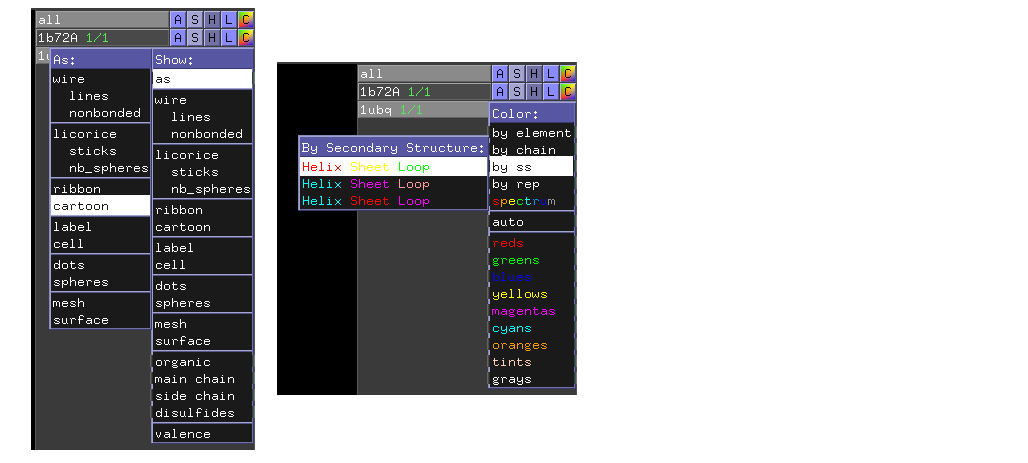 all A S H L C
1b72A 1/1 A S H L C
As:
wire
lines
nonbonded
licorice
sticks
nb_spheres
ribbon
cartoon
label
cell
dots
spheres
mesh
surface
Show:
as
wire
lines
nonbonded
licorice
sticks
nb_spheres
ribbon
cartoon
label
cell
dots
spheres
mesh
surface
organic
main chain
side chain
disulfides
valence
all A S H L C
1b72A 1/1 A S H L C
1ubq 1/1
By Secondary Structure:
Helix Sheet Loop
Helix Sheet Loop
Helix Sheet Loop
Color:
by element
by chain
by ss
by rep
auto
reds
greens
yellows
magentas
cyans
oranges
tints
grays